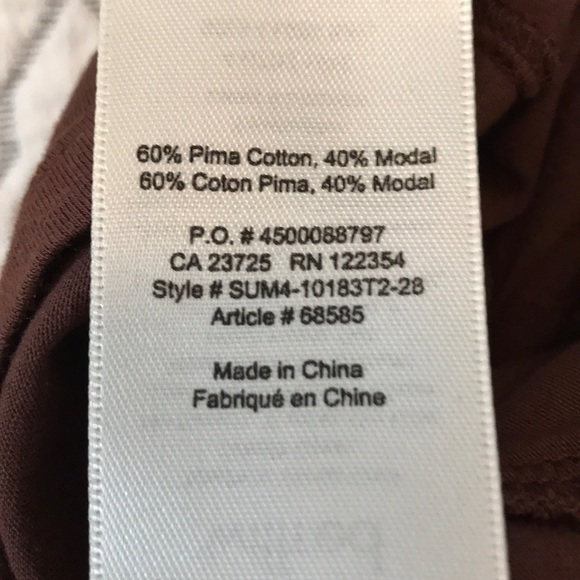 60% Pima Cotton, 40% Modal
60% Coton Pima, 40% Modal
P.O. # 4500088797
CA 23725 RN 122354
Style # SUM4-10183T2-28
Article # 68585
Made in China
Fabriqué en Chine